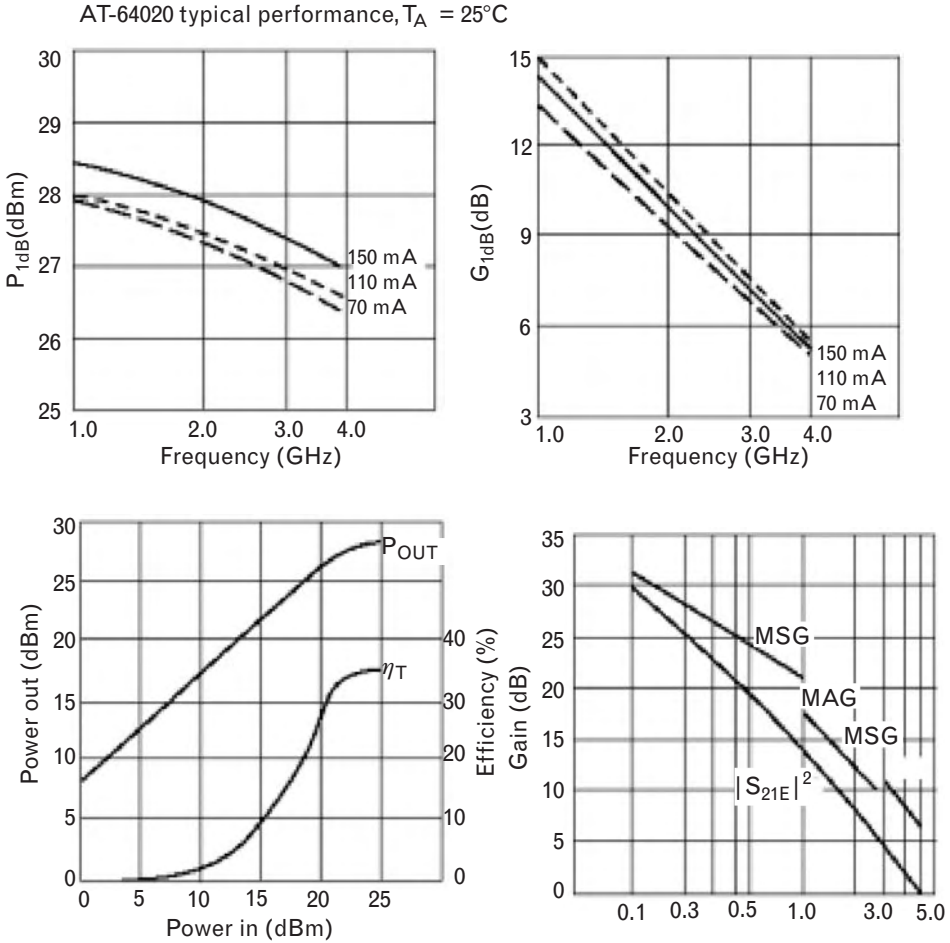 AT-64020 typical performance, T_A = 25°C
30
29
28
27
26
25
P1dB(dBm)
150 mA
110 mA
70 mA
1.0 2.0 3.0 4.0
Frequency (GHz)
15
12
9
6
3
G1dB(dB)
150 mA
110 mA
70 mA
1.0 2.0 3.0 4.0
Frequency (GHz)
30
25
20
15
10
5
0
Power out (dBm)
POUT
ηT
40
30
20
10
0
Efficiency (%)
0 5 10 15 20 25
Power in (dBm)
35
30
25
20
15
10
5
0
Gain (dB)
MSG
MAG
MSG
|S21E|²
0.1 0.3 0.5 1.0 3.0 5.0